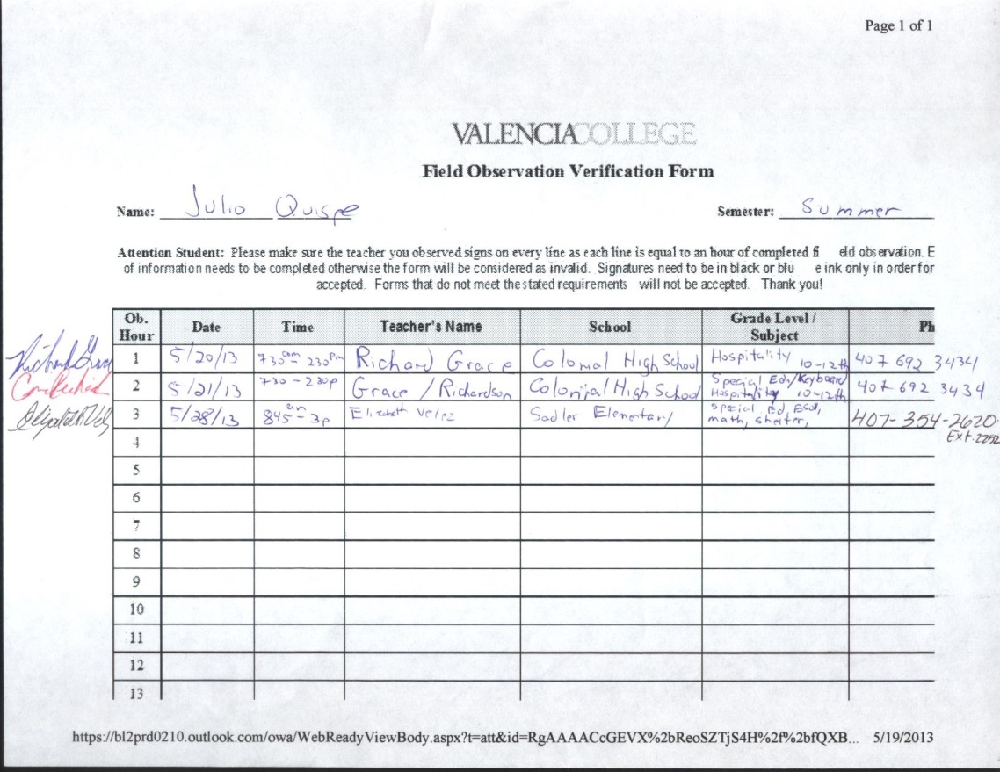 Page 1 of 1
VALENCIACOLLEGE
Field Observation Verification Form
Name: Julio Quispe Semester: Summer
Attention Student: Please make sure the teacher you observed signs on every line as each line is equal to an hour of completed fi eld observation. E
of information needs to be completed otherwise the form will be considered as invalid. Signatures need to be in black or blu e ink only in order for
accepted. Forms that do not meet the stated requirements will not be accepted. Thank you!
Ob. Hour Date Time Teacher's Name School Grade Level / Subject Ph
1 5/20/13 730am - 230pm Richard Grace Colonial High School Hospitality 10-12th 407 692 3434
2 5/21/13 730 - 230p Grace / Richardson Colonial High School Special Ed/Keyboard Hospitality 10-12th 407 692 3434
3 5/28/13 845am - 3p Elizabeth Velez Sadler Elementary Special Ed, Esol, math, shelter, 407-354-2620 Ext. 2252
4
5
6
7
8
9
10
11
12
13
https://bl2prd0210.outlook.com/owa/WebReadyViewBody.aspx?t=att&id=RgAAAACcGEVX%2bReoSZTjS4H%2f%2bfQXB... 5/19/2013